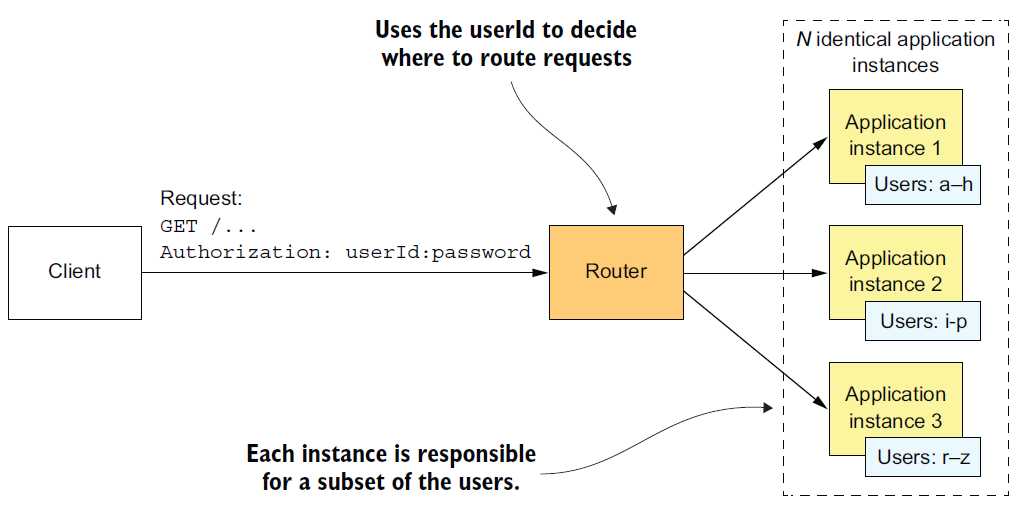 Uses the userId to decide
where to route requests
N identical application
instances
Application
instance 1
Users: a–h
Request:
GET /...
Authorization: userId:password
Client
Router
Application
instance 2
Users: i-p
Application
instance 3
Users: r–z
Each instance is responsible
for a subset of the users.